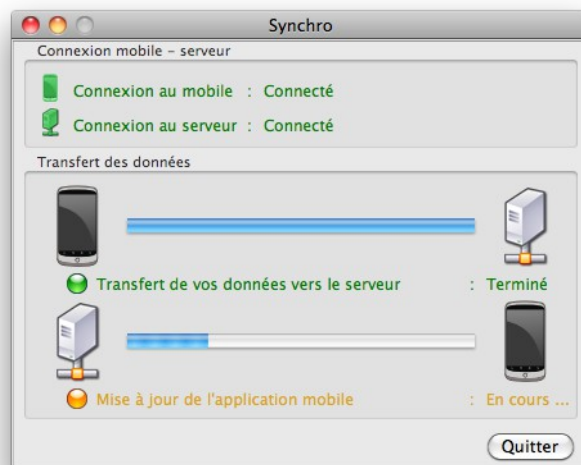 Synchro
Connexion mobile – serveur
Connexion au mobile : Connecté
Connexion au serveur : Connecté
Transfert des données
Transfert de vos données vers le serveur : Terminé
Mise à jour de l'application mobile : En cours ...
Quitter